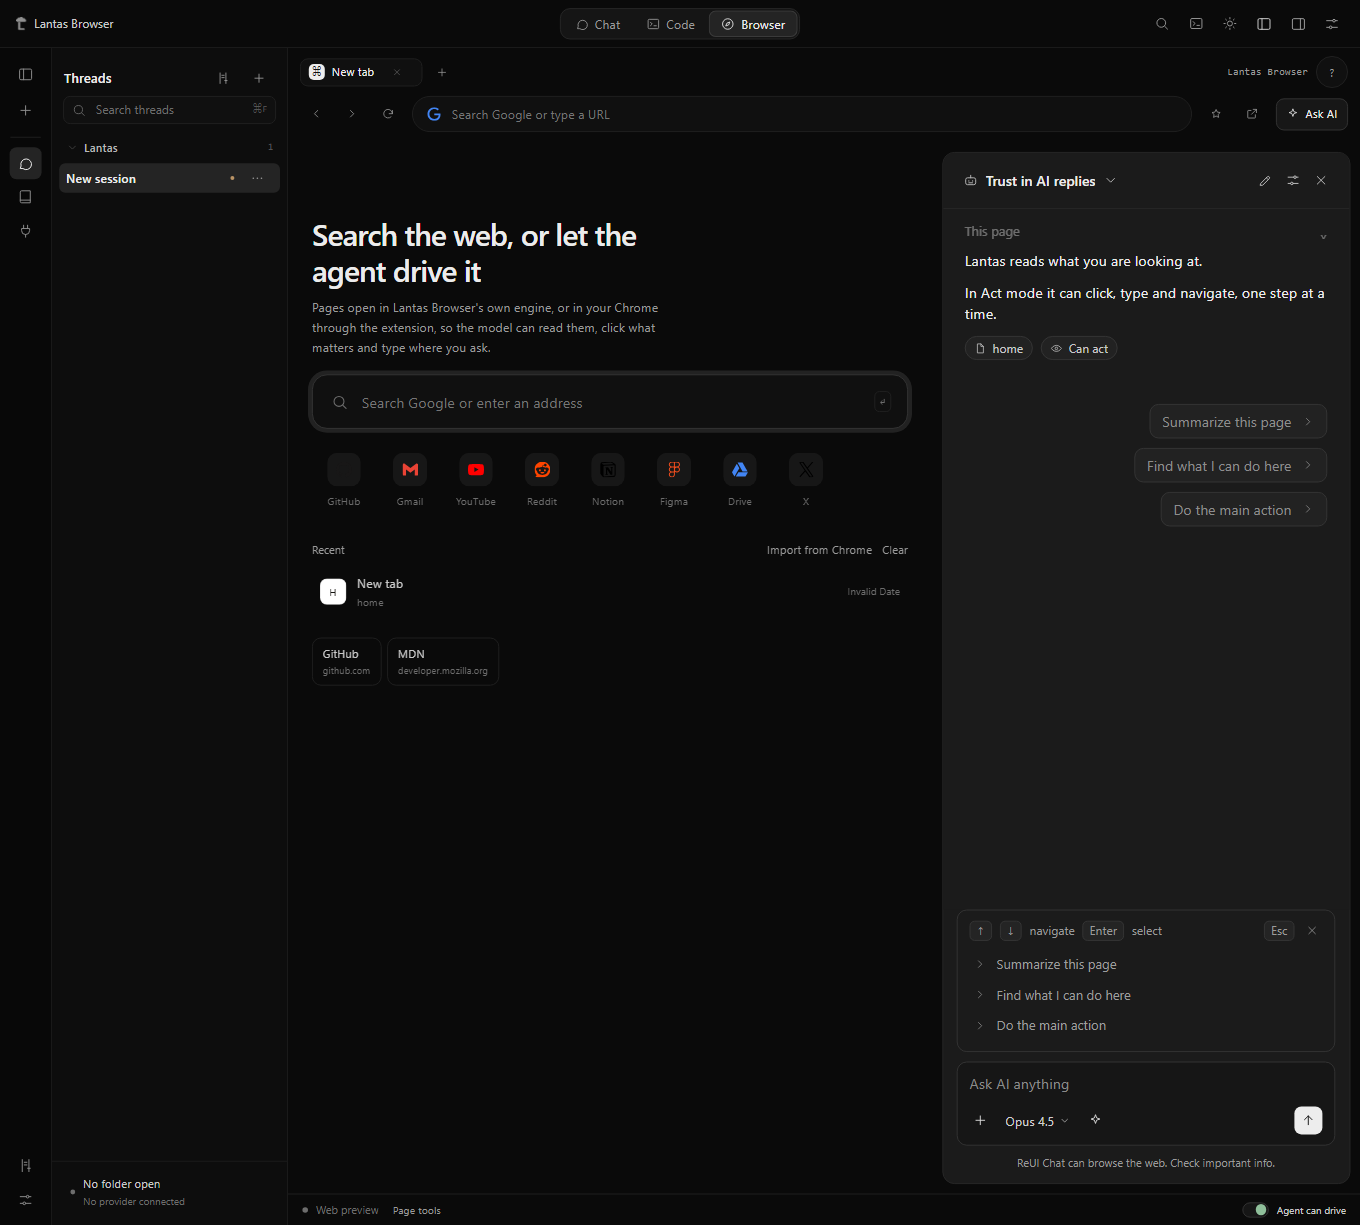 Lantas Browser
Chat
Code
Browser
Threads
Search threads
⌘F
Lantas
1
New session
New tab
Lantas Browser
?
Search Google or type a URL
Ask AI
Search the web, or let the
agent drive it
Pages open in Lantas Browser's own engine, or in your Chrome
through the extension, so the model can read them, click what
matters and type where you ask.
Search Google or enter an address
GitHub
Gmail
YouTube
Reddit
Notion
Figma
Drive
X
Recent
Import from Chrome
Clear
H
New tab
home
Invalid Date
GitHub
github.com
MDN
developer.mozilla.org
Trust in AI replies
This page
Lantas reads what you are looking at.
In Act mode it can click, type and navigate, one step at a
time.
home
Can act
Summarize this page
Find what I can do here
Do the main action
↑ ↓ navigate Enter select
Esc
Summarize this page
Find what I can do here
Do the main action
Ask AI anything
Opus 4.5
ReUI Chat can browse the web. Check important info.
No folder open
No provider connected
Web preview
Page tools
Agent can drive